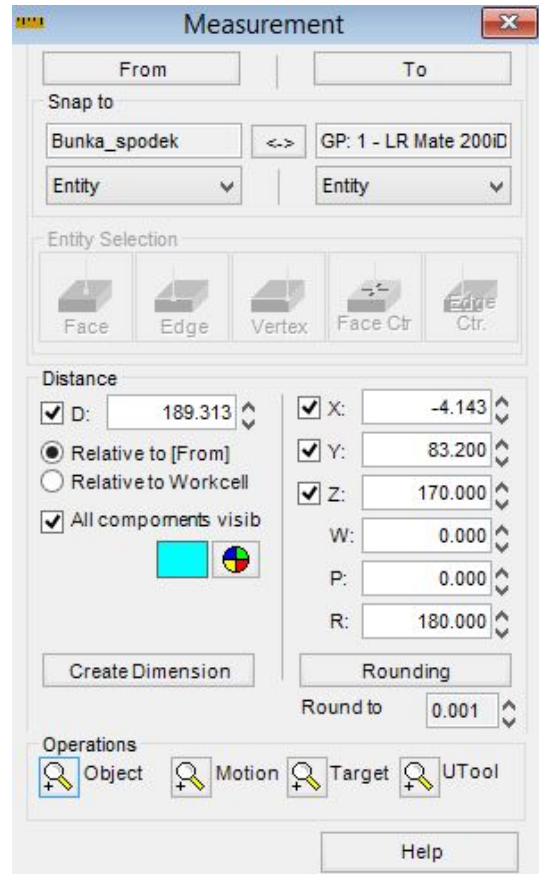 Measurement
From To
Snap to
Bunka_spodek <-> GP: 1 - LR Mate 200iD
Entity Entity
Entity Selection
Face Edge Vertex Face Ctr Edge Ctr.
Distance
D: 189.313 X: -4.143
Relative to [From] Y: 83.200
Relative to Workcell Z: 170.000
All compornents visib W: 0.000
P: 0.000
R: 180.000
Create Dimension Rounding
Round to 0.001
Operations
Object Motion Target UTool
Help